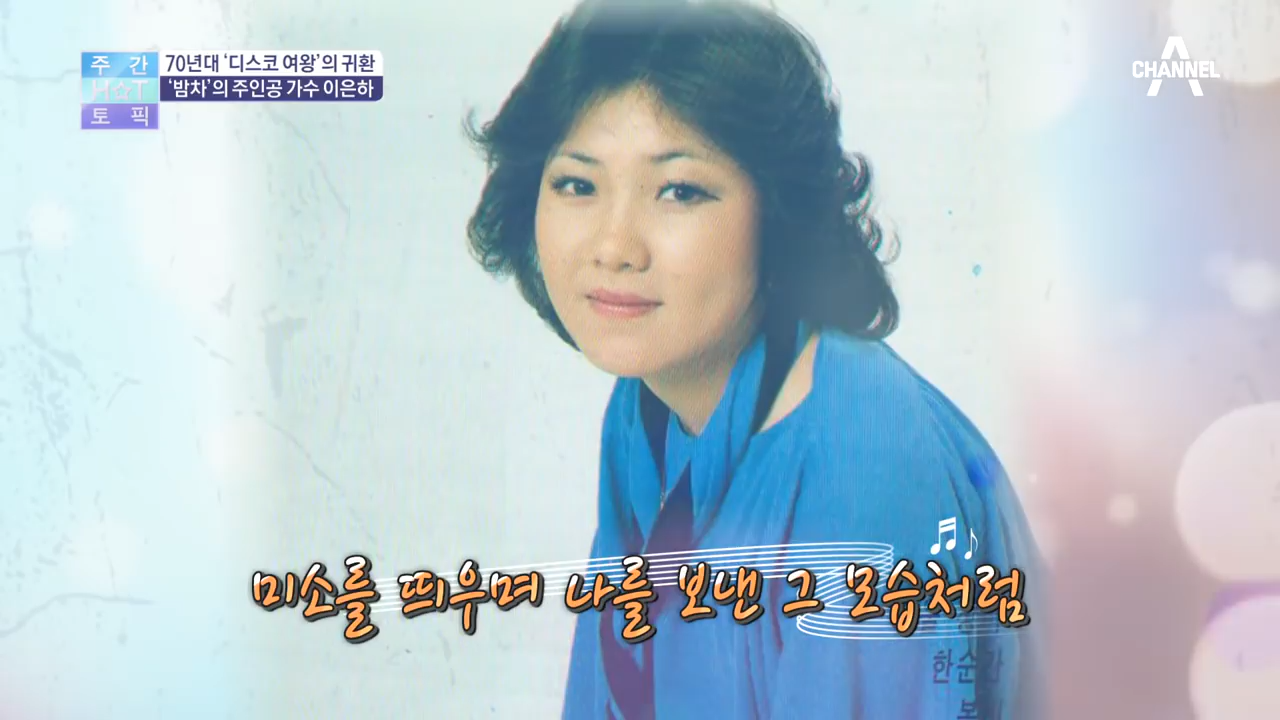 주간
H☆T
토픽
70년대 ‘디스코 여왕’의 귀환
‘밤차’의 주인공 가수 이은하
CHANNEL A
미소를 띄우며 나를 보낸 그 모습처럼
한순간